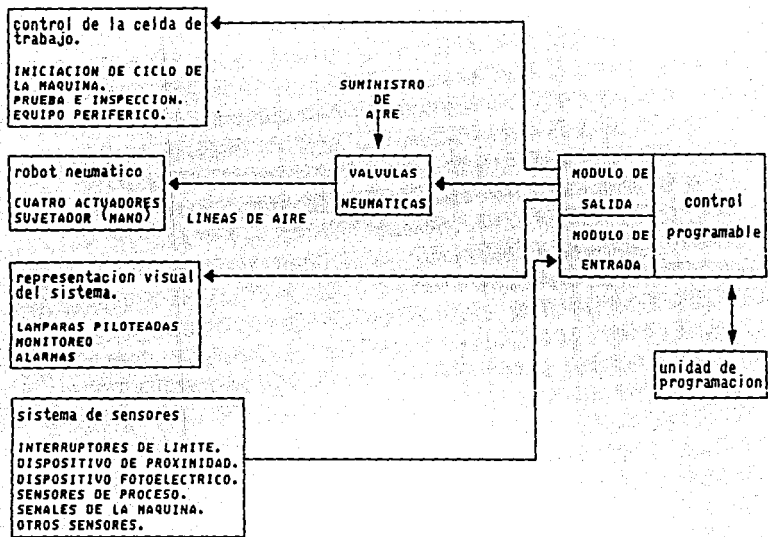 control de la celda de
trabajo.
INICIACION DE CICLO DE
LA MAQUINA.
PRUEBA E INSPECCION.
EQUIPO PERIFERICO.
SUMINISTRO
DE
AIRE
robot neumatico
CUATRO ACTUADORES
SUJETADOR (MANO)
LINEAS DE AIRE
VALVULAS
NEUMATICAS
MODULO DE
SALIDA
MODULO DE
ENTRADA
control
programable
representacion visual
del sistema.
LAMPARAS PILOTEADAS
MONITOREO
ALARMAS
unidad de
programacion
sistema de sensores
INTERRUPTORES DE LIMITE.
DISPOSITIVO DE PROXIMIDAD.
DISPOSITIVO FOTOELECTRICO.
SENSORES DE PROCESO.
SENALES DE LA MAQUINA.
OTROS SENSORES.